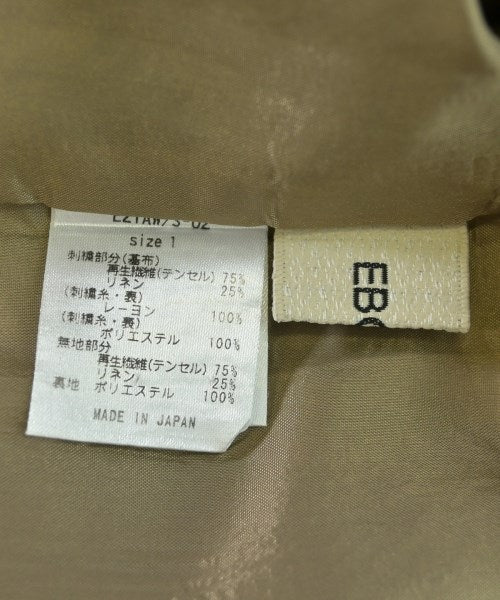 size 1
刺繍部分(基布)
再生繊維(テンセル) 75%
リネン 25%
(刺繍糸・表)
レーヨン 100%
(刺繍糸・裏)
ポリエステル 100%
無地部分
再生繊維(テンセル) 75%
リネン 25%
裏地 ポリエステル 100%
MADE IN JAPAN
EB